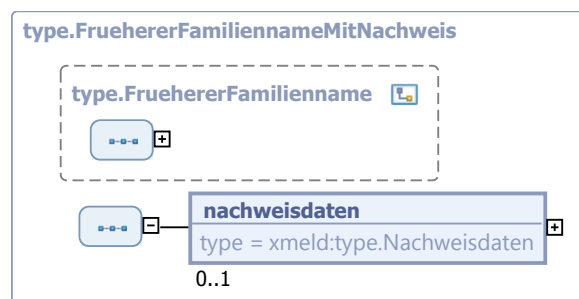 type.FruehererFamiliennameMitNachweis
type.FruehererFamilienname
nachweisdaten
type = xmeld:type.Nachweisdaten
0..1